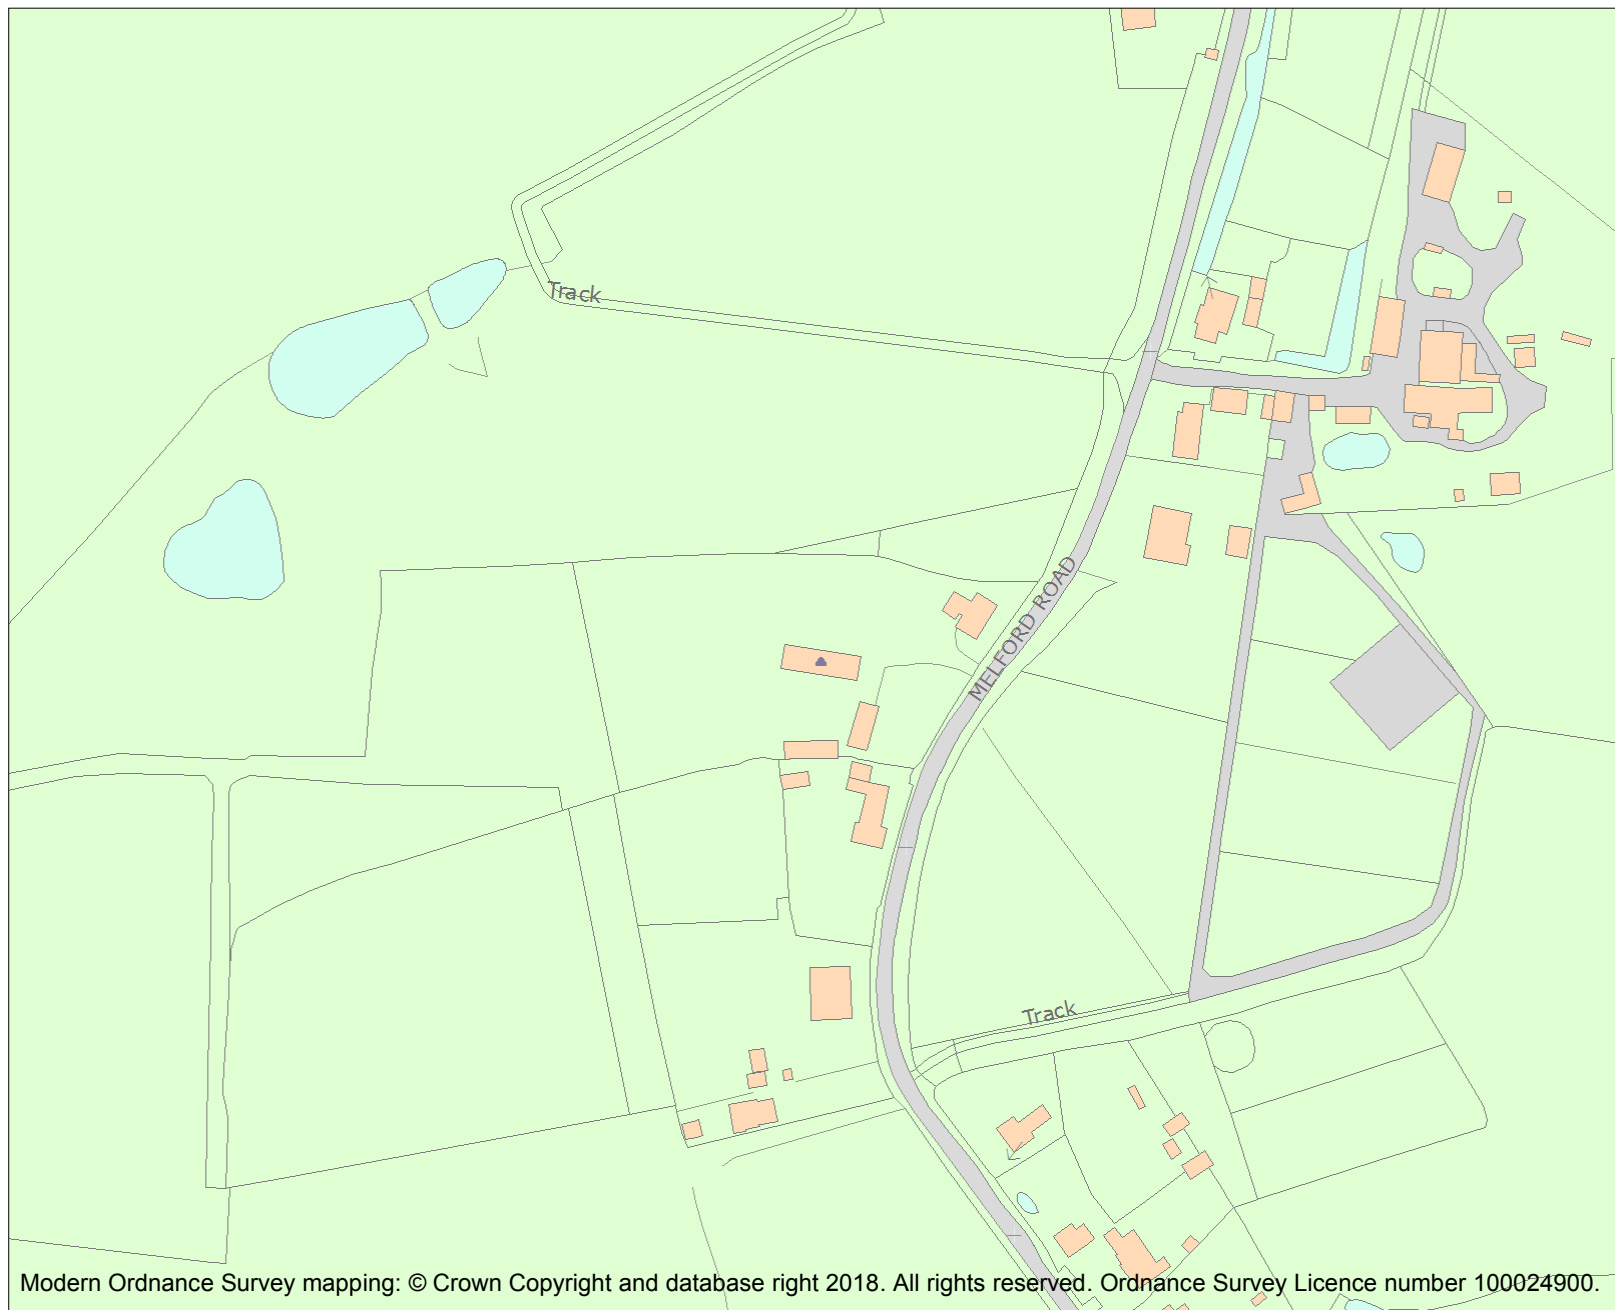 Track
MELFORD ROAD
Track
Modern Ordnance Survey mapping: © Crown Copyright and database right 2018. All rights reserved. Ordnance Survey Licence number 100024900.